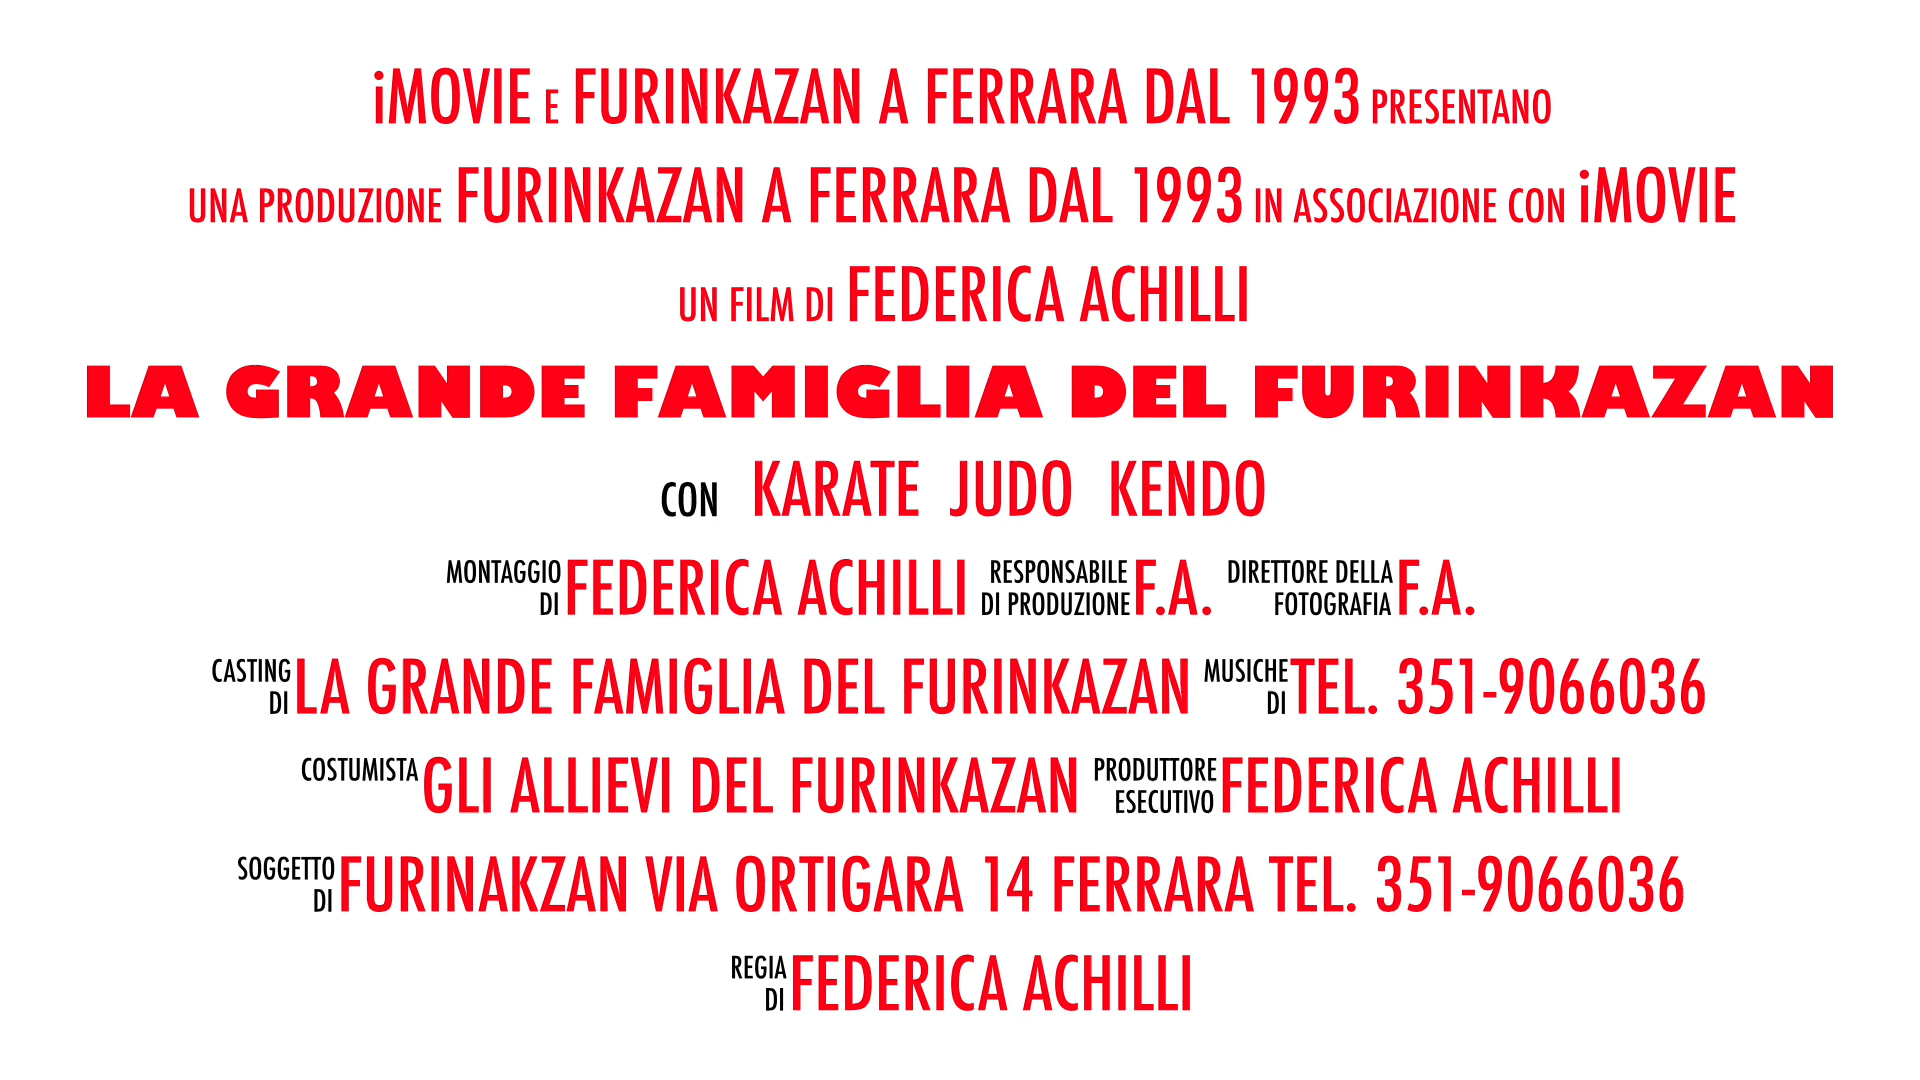 iMOVIE E FURINKAZAN A FERRARA DAL 1993 PRESENTANO
UNA PRODUZIONE FURINKAZAN A FERRARA DAL 1993 IN ASSOCIAZIONE CON iMOVIE
UN FILM DI FEDERICA ACHILLI
LA GRANDE FAMIGLIA DEL FURINKAZAN
CON KARATE JUDO KENDO
MONTAGGIO DI FEDERICA ACHILLI RESPONSABILE DI PRODUZIONE F.A. DIRETTORE DELLA FOTOGRAFIA F.A.
CASTING DI LA GRANDE FAMIGLIA DEL FURINKAZAN MUSICHE DI TEL. 351-9066036
COSTUMISTA GLI ALLIEVI DEL FURINKAZAN PRODUTTORE ESECUTIVO FEDERICA ACHILLI
SOGGETTO DI FURINAKZAN VIA ORTIGARA 14 FERRARA TEL. 351-9066036
REGIA DI FEDERICA ACHILLI